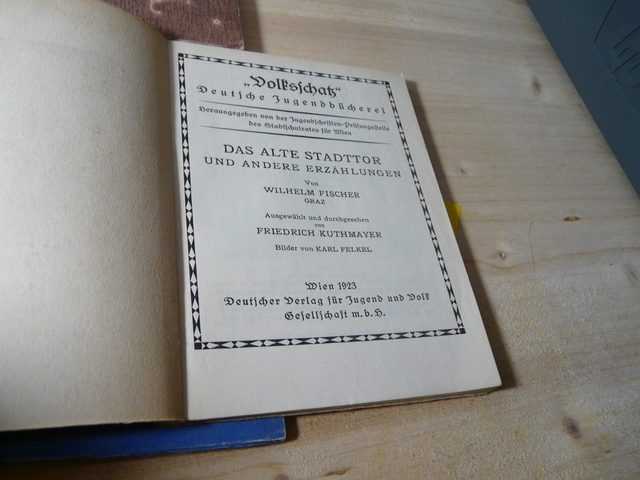 „Volksschatz“
Deutsche Jugendbücherei
Herausgegeben von der Jugendschriften-Prüfungsstelle
des Stadtschulrates für Wien
DAS ALTE STADTTOR
UND ANDERE ERZÄHLUNGEN
Von
WILHELM FISCHER
GRAZ
Ausgewählt und durchgesehen
von
FRIEDRICH KUTHMAYER
Bilder von KARL FELKEL
Wien 1923
Deutscher Verlag für Jugend und Volk
Gesellschaft m.b.H.